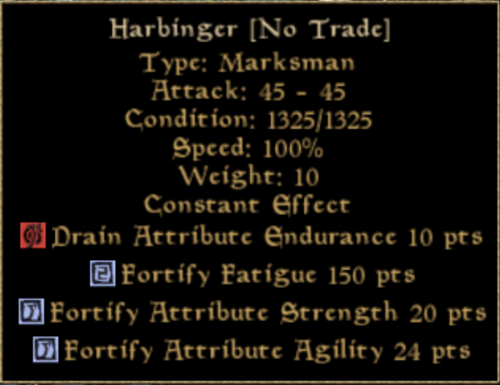 Harbinger [No Trade]
Type: Marksman
Attack: 45 - 45
Condition: 1325/1325
Speed: 100%
Weight: 10
Constant Effect
Drain Attribute Endurance 10 pts
Fortify Fatigue 150 pts
Fortify Attribute Strength 20 pts
Fortify Attribute Agility 24 pts